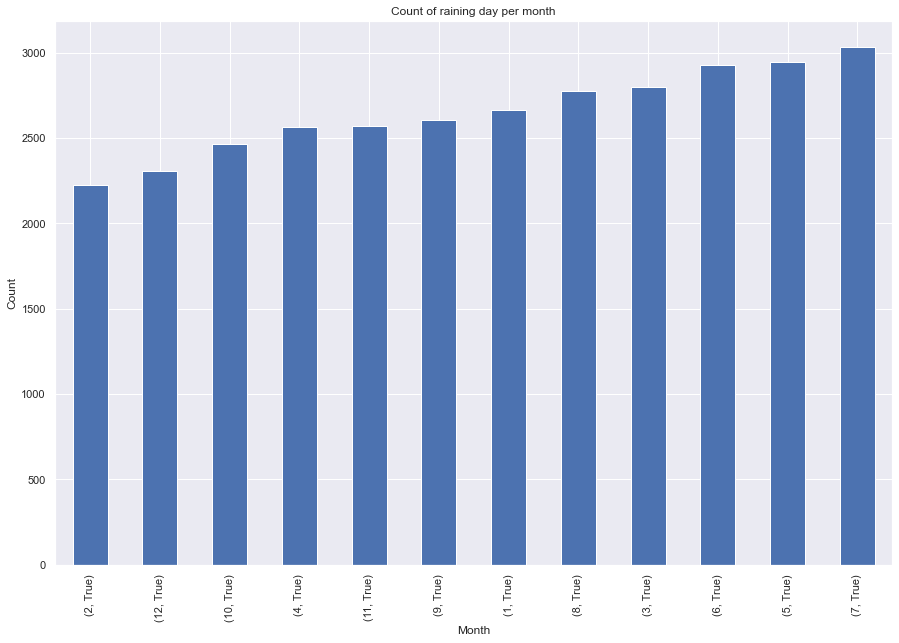 Count of raining day per month
Count
3000
2500
2000
1500
1000
500
0
(2, True)
(12, True)
(10, True)
(4, True)
(11, True)
(9, True)
(1, True)
(8, True)
(3, True)
(6, True)
(5, True)
(7, True)
Month